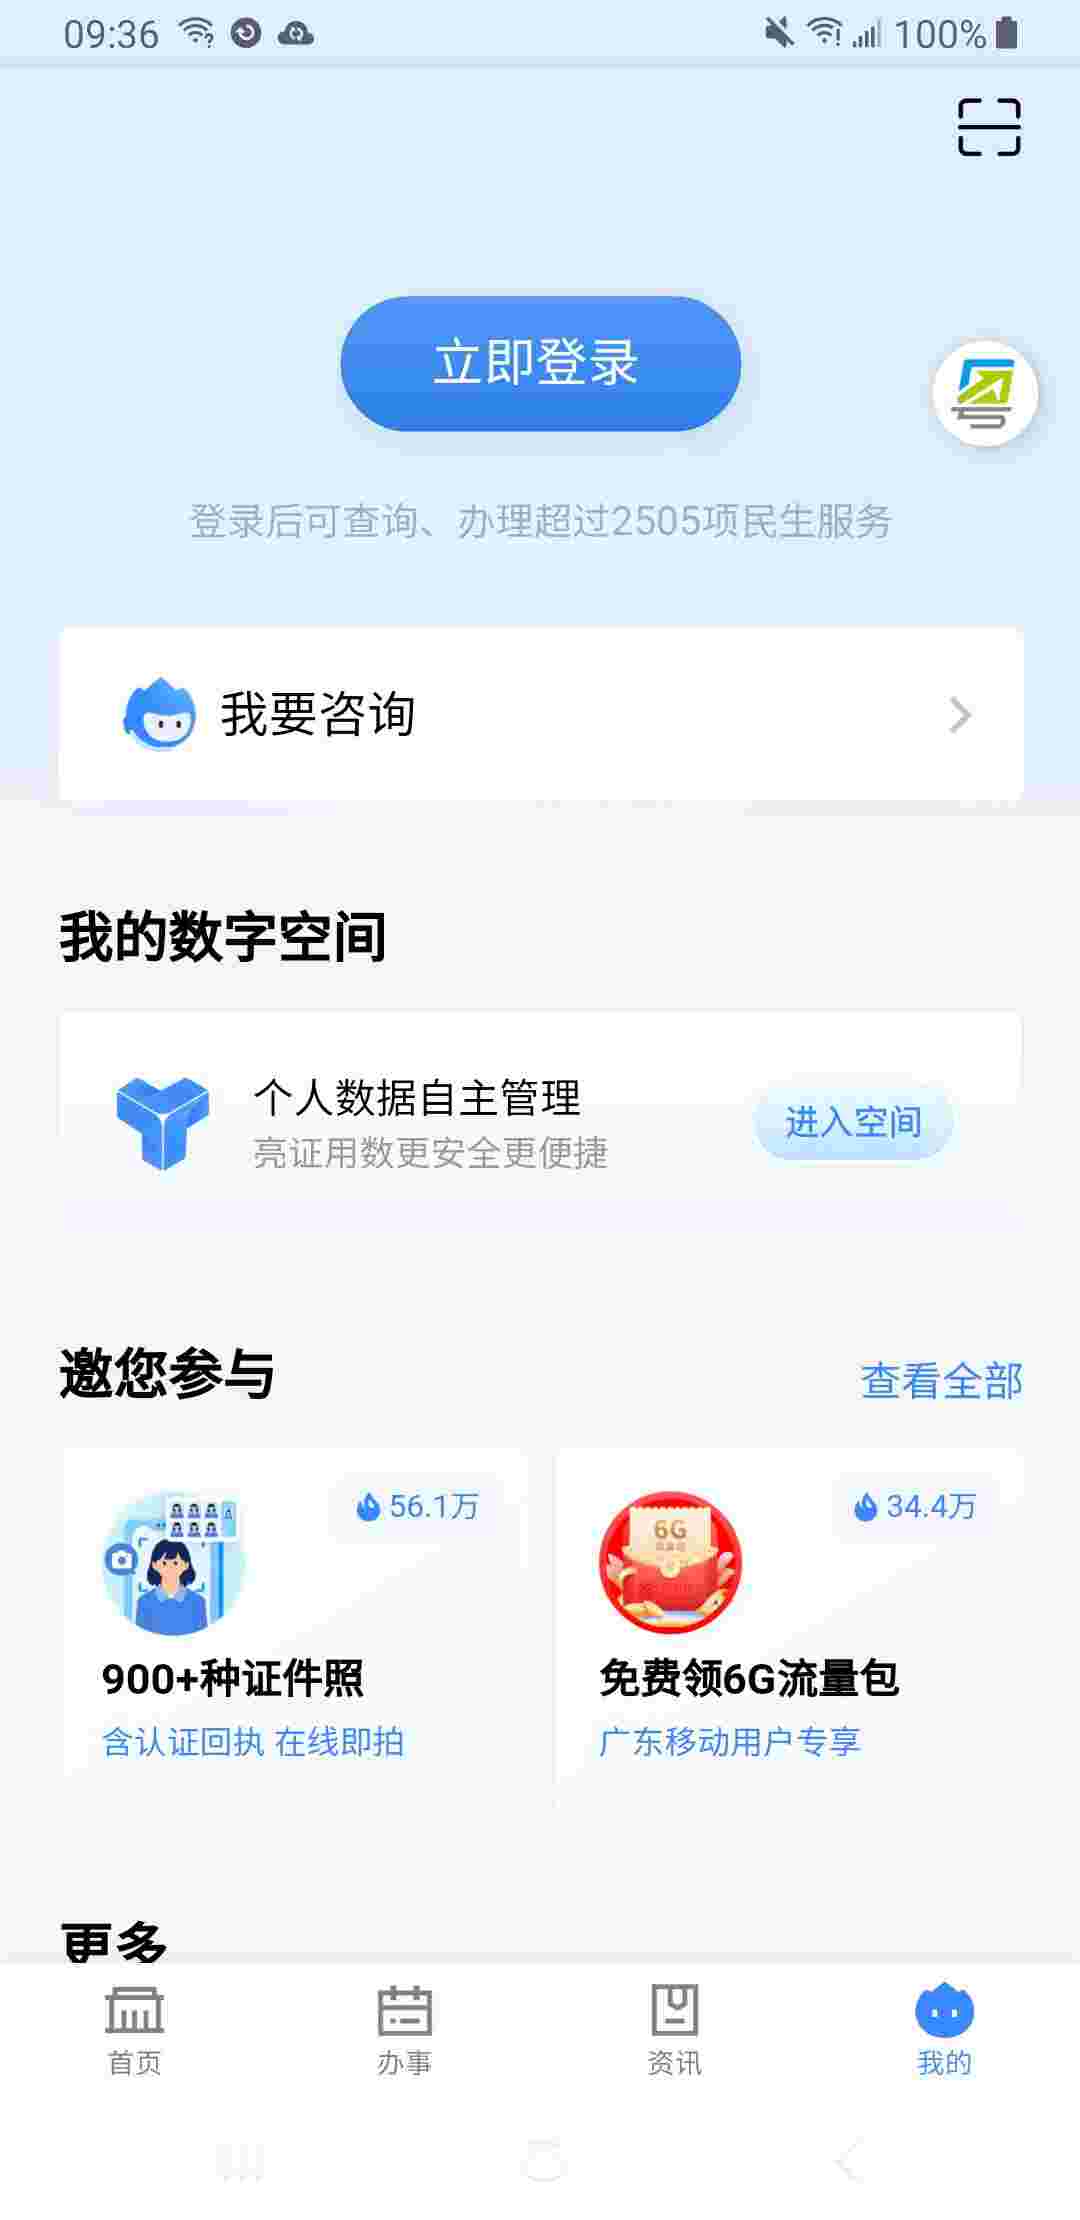 09:36
100%
立即登录
登录后可查询、办理超过2505项民生服务
我要咨询
我的数字空间
个人数据自主管理
亮证用数更安全更便捷
进入空间
邀您参与
查看全部
56.1万
34.4万
6G
900+种证件照
免费领6G流量包
含认证回执 在线即拍
广东移动用户专享
更多
首页
办事
资讯
我的